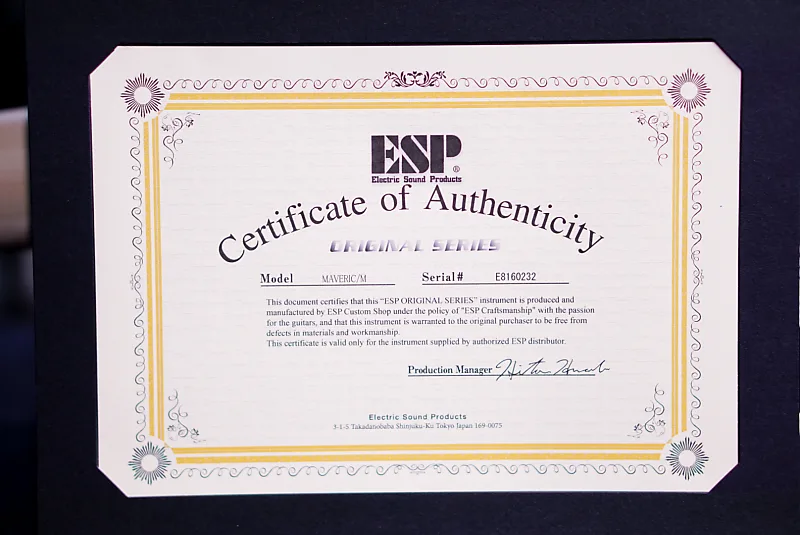 ESP®
Electric Sound Products
Certificate of Authenticity
ORIGINAL SERIES
Model MAVERIC/M Serial# E8160232
This document certifies that this “ESP ORIGINAL SERIES” instrument is produced and
manufactured by ESP Custom Shop under the policy of "ESP Craftsmanship" with the passion
for the guitars, and that this instrument is warranted to the original purchaser to be free from
defects in materials and workmanship.
This certificate is valid only for the instrument supplied by authorized ESP distributor.
Production Manager
Electric Sound Products
3-1-5 Takadanobaba Shinjuku-Ku Tokyo Japan 169-0075